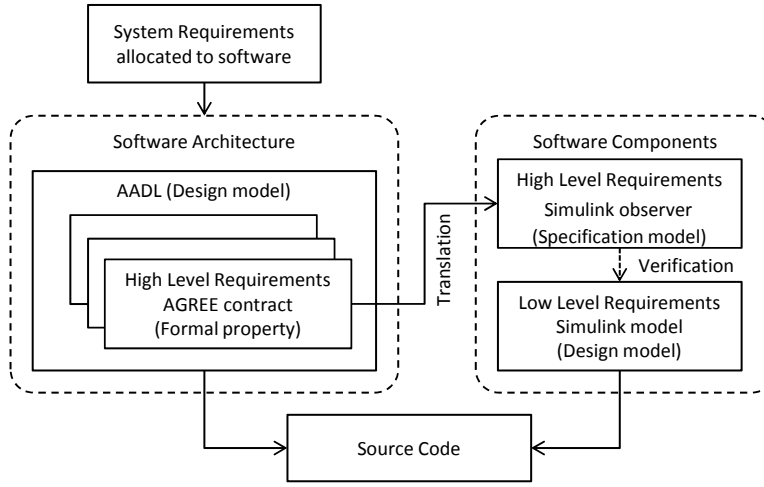 System Requirements
allocated to software
Software Architecture
AADL (Design model)
High Level Requirements
AGREE contract
(Formal property)
Translation
Software Components
High Level Requirements
Simulink observer
(Specification model)
Verification
Low Level Requirements
Simulink model
(Design model)
Source Code